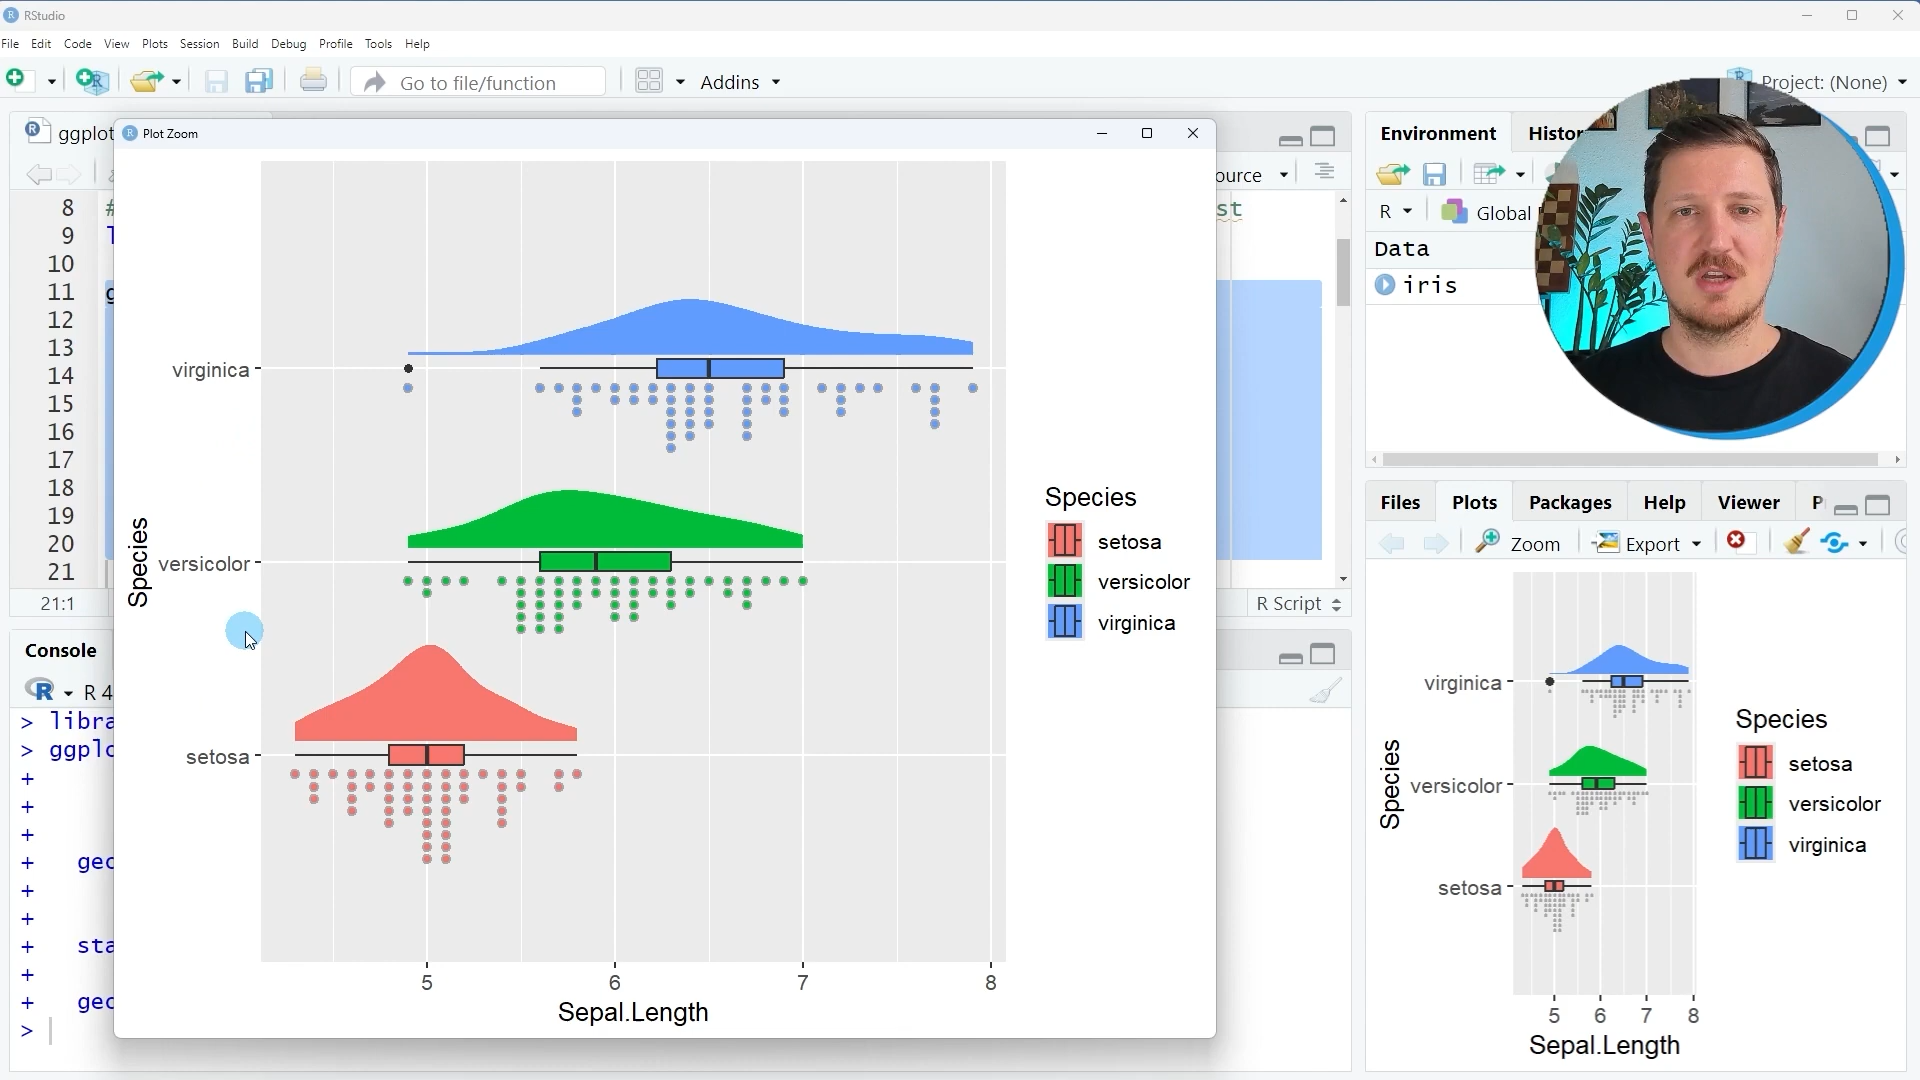 RStudio
File Edit Code View Plots Session Build Debug Profile Tools Help
Go to file/function Addins Project: (None)
ggplot
Plot Zoom
ource
8 #
9
10
11 g
12
13
14
15
16
17
18
19
20
21
st
21:1
R Script
Console
R 4
> libra
> ggplo
+
+
+
+ geo
+
+
+ sta
+
+ geo
>
virginica
versicolor
setosa
Species
5 6 7 8
Sepal.Length
Species
setosa
versicolor
virginica
Environment Histor
R Global
Data
iris
Files Plots Packages Help Viewer P
Zoom Export
virginica
versicolor
setosa
Species
5 6 7 8
Sepal.Length
Species
setosa
versicolor
virginica